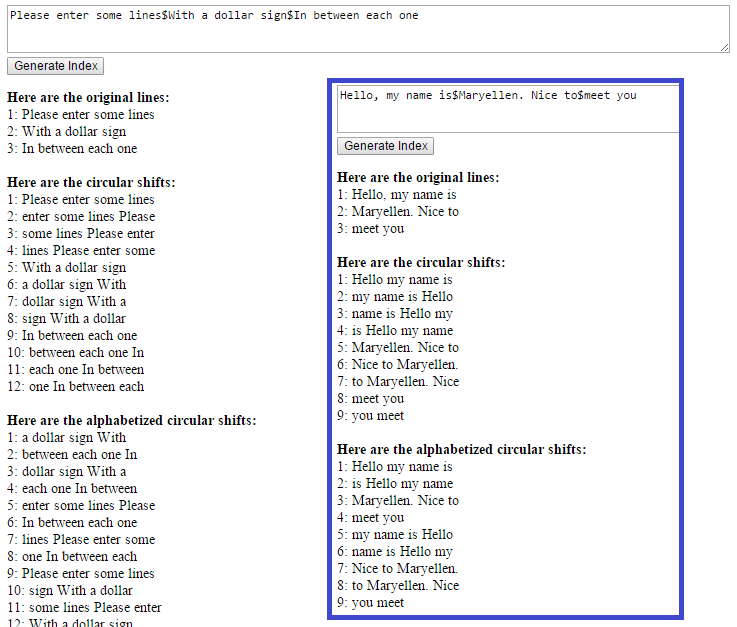 Please enter some lines$With a dollar sign$In between each one
Generate Index
Here are the original lines:
1: Please enter some lines
2: With a dollar sign
3: In between each one
Here are the circular shifts:
1: Please enter some lines
2: enter some lines Please
3: some lines Please enter
4: lines Please enter some
5: With a dollar sign
6: a dollar sign With
7: dollar sign With a
8: sign With a dollar
9: In between each one
10: between each one In
11: each one In between
12: one In between each
Here are the alphabetized circular shifts:
1: a dollar sign With
2: between each one In
3: dollar sign With a
4: each one In between
5: enter some lines Please
6: In between each one
7: lines Please enter some
8: one In between each
9: Please enter some lines
10: sign With a dollar
11: some lines Please enter
12: With a dollar sign
Hello, my name is$Maryellen. Nice to$meet you
Generate Index
Here are the original lines:
1: Hello, my name is
2: Maryellen. Nice to
3: meet you
Here are the circular shifts:
1: Hello my name is
2: my name is Hello
3: name is Hello my
4: is Hello my name
5: Maryellen. Nice to
6: Nice to Maryellen.
7: to Maryellen. Nice
8: meet you
9: you meet
Here are the alphabetized circular shifts:
1: Hello my name is
2: is Hello my name
3: Maryellen. Nice to
4: meet you
5: my name is Hello
6: name is Hello my
7: Nice to Maryellen.
8: to Maryellen. Nice
9: you meet